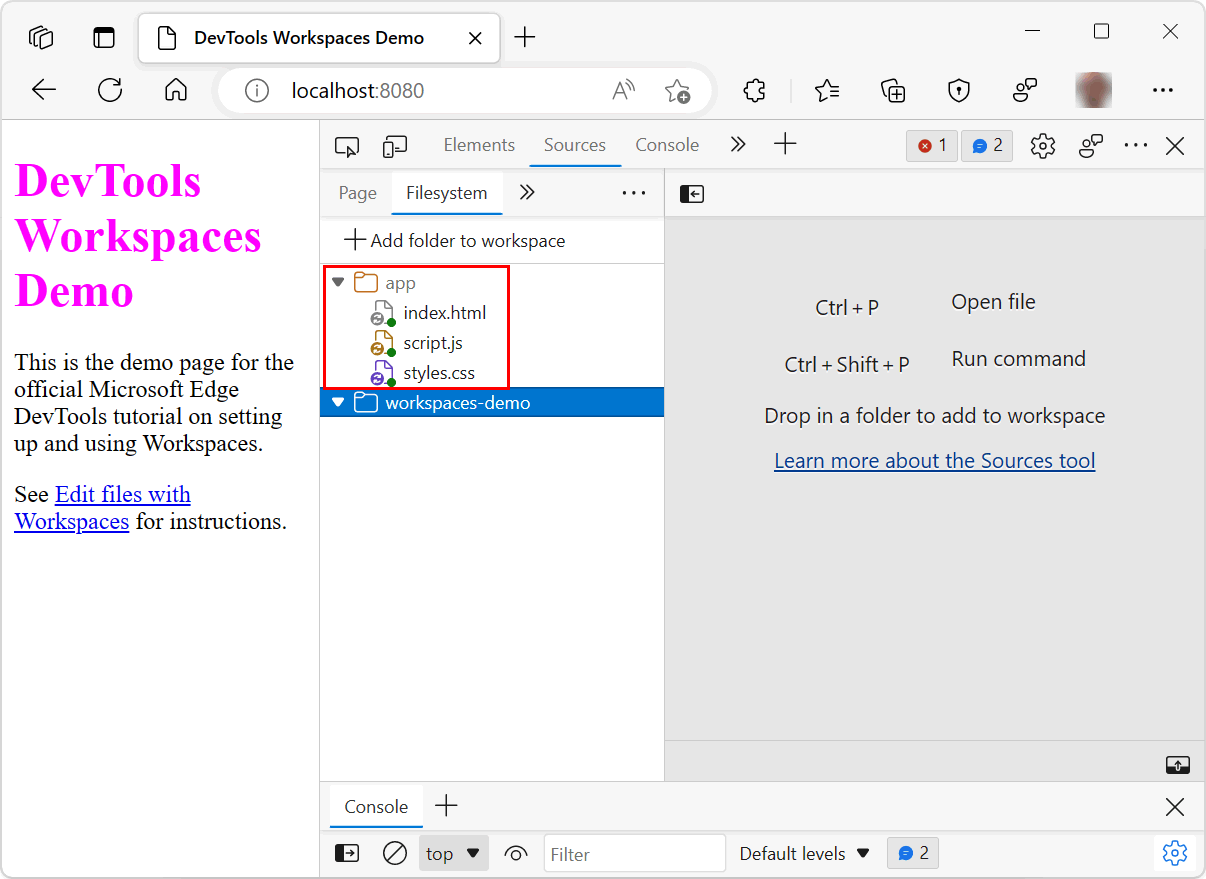 DevTools Workspaces Demo
localhost:8080
DevTools
Workspaces
Demo
This is the demo page for the
official Microsoft Edge
DevTools tutorial on setting
up and using Workspaces.
See Edit files with
Workspaces for instructions.
Elements Sources Console 1 2
Page Filesystem
Add folder to workspace
app
index.html
script.js
styles.css
workspaces-demo
Ctrl + P Open file
Ctrl + Shift + P Run command
Drop in a folder to add to workspace
Learn more about the Sources tool
Console
top Filter Default levels 2